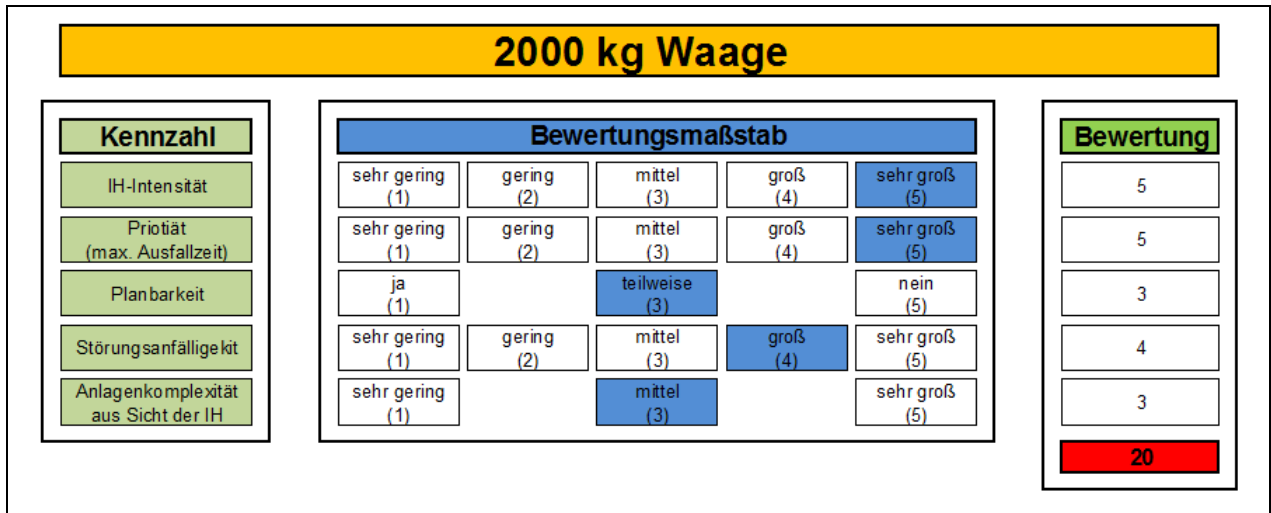 2000 kg Waage
Kennzahl
Bewertungsmaßstab
Bewertung
IH-Intensität
sehr gering
(1)
gering
(2)
mittel
(3)
groß
(4)
sehr groß
(5)
5
Priotiät
(max. Ausfallzeit)
sehr gering
(1)
gering
(2)
mittel
(3)
groß
(4)
sehr groß
(5)
5
Planbarkeit
ja
(1)
teilweise
(3)
nein
(5)
3
Störungsanfälligekit
sehr gering
(1)
gering
(2)
mittel
(3)
groß
(4)
sehr groß
(5)
4
Anlagenkomplexität
aus Sicht der IH
sehr gering
(1)
mittel
(3)
sehr groß
(5)
3
20